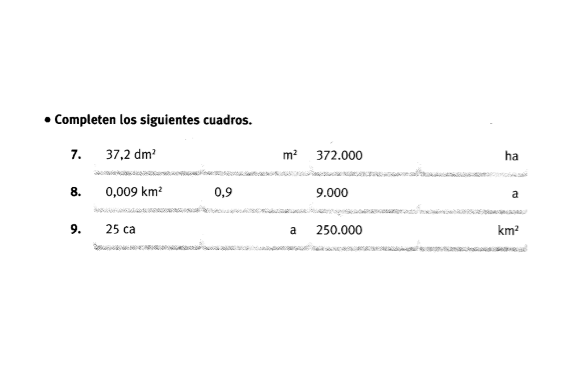 • Completen los siguientes cuadros.
7. 37,2 dm² m² 372.000 ha
8. 0,009 km² 0,9 9.000 a
9. 25 ca a 250.000 km²